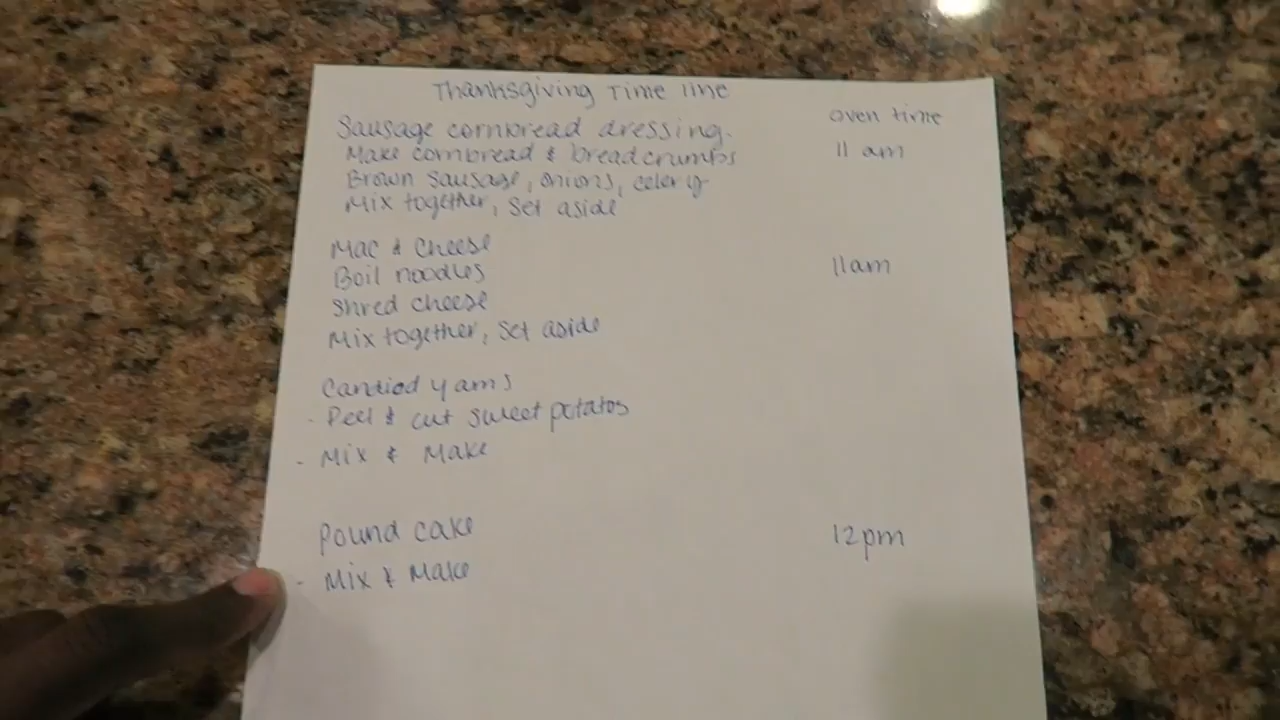 Thanksgiving Time line
oven time
Sausage cornbread dressing.
Make cornbread & breadcrumbs 11 am
Brown sausage, onions, celery
Mix together, Set aside
Mac & Cheese
Boil noodles 11am
Shred cheese
Mix together, Set aside
Candied yams
- Peel & cut sweet potatos
- Mix & Make
Pound cake 12pm
- Mix & Make